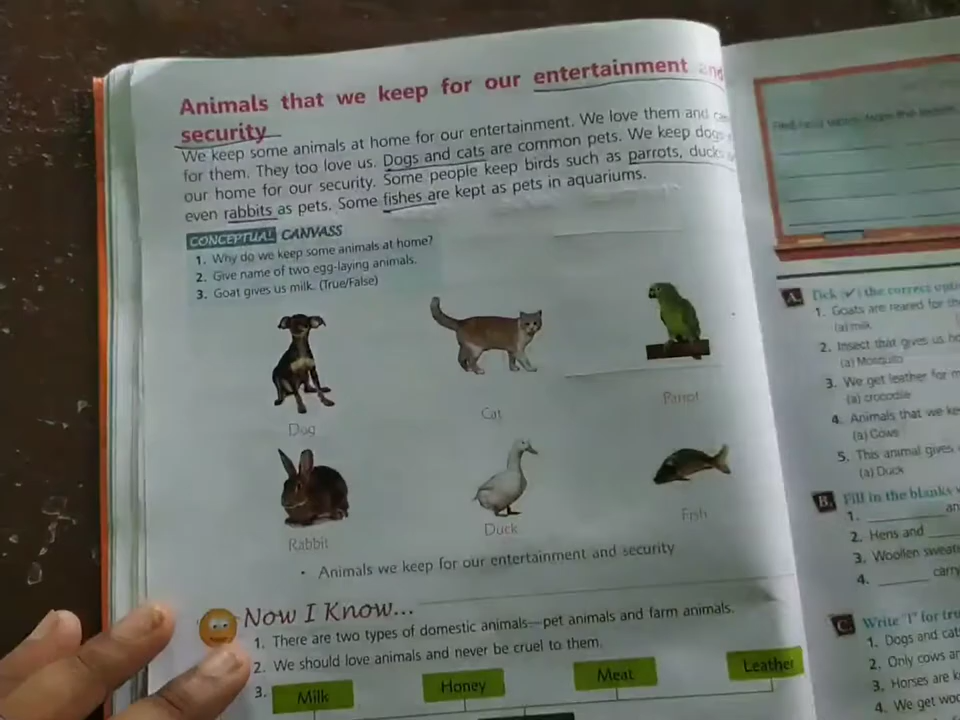 Animals that we keep for our entertainment and
security
We keep some animals at home for our entertainment. We love them and
for them. They too love us. Dogs and cats are common pets. We keep dogs
our home for our security. Some people keep birds such as parrots, ducks
even rabbits as pets. Some fishes are kept as pets in aquariums.
CONCEPTUAL CANVASS
1. Why do we keep some animals at home?
2. Give name of two egg-laying animals.
3. Goat gives us milk. (True/False)
Dog
Cat
Parrot
Rabbit
Duck
Fish
• Animals we keep for our entertainment and security
Now I Know...
1. There are two types of domestic animals—pet animals and farm animals.
2. We should love animals and never be cruel to them.
3. Milk Honey Meat Leather
A. Tick (✔) the correct
1. Goats are reared for
(a) milk
2. Insect that gives us
(a) Mosquito
3. We get leather for
(a) crocodile
4. Animals that we
(a) Cows
5. This animal gives
(a) Duck
B. Fill in the blanks
1. ________
2. Hens and
3. Woollen
4. ______ carry
C. Write "T" for
1. Dogs and
2. Only cows
3. Horses are
4. We get